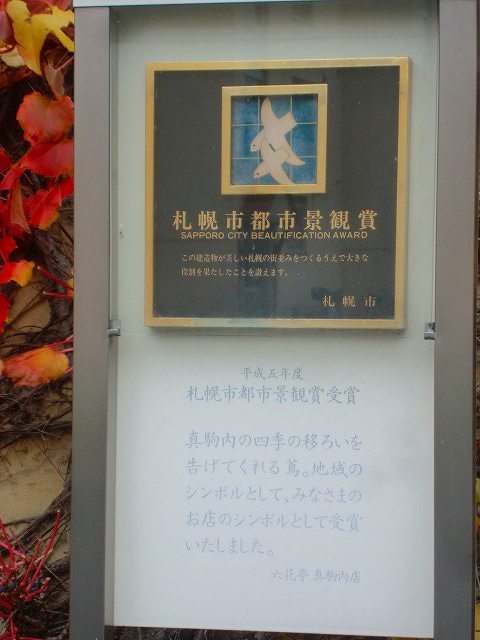 札幌市都市景観賞
SAPPORO CITY BEAUTIFICATION AWARD
この建造物が美しい札幌の街並みをつくるうえで大きな
役割を果たしたことを讃えます。
札幌市
平成五年度
札幌市都市景観賞受賞
真駒内の四季の移ろいを
告げてくれる蔦。地域の
シンボルとして、みなさまの
お店のシンボルとして受賞
いたしました。
六花亭 真駒内店